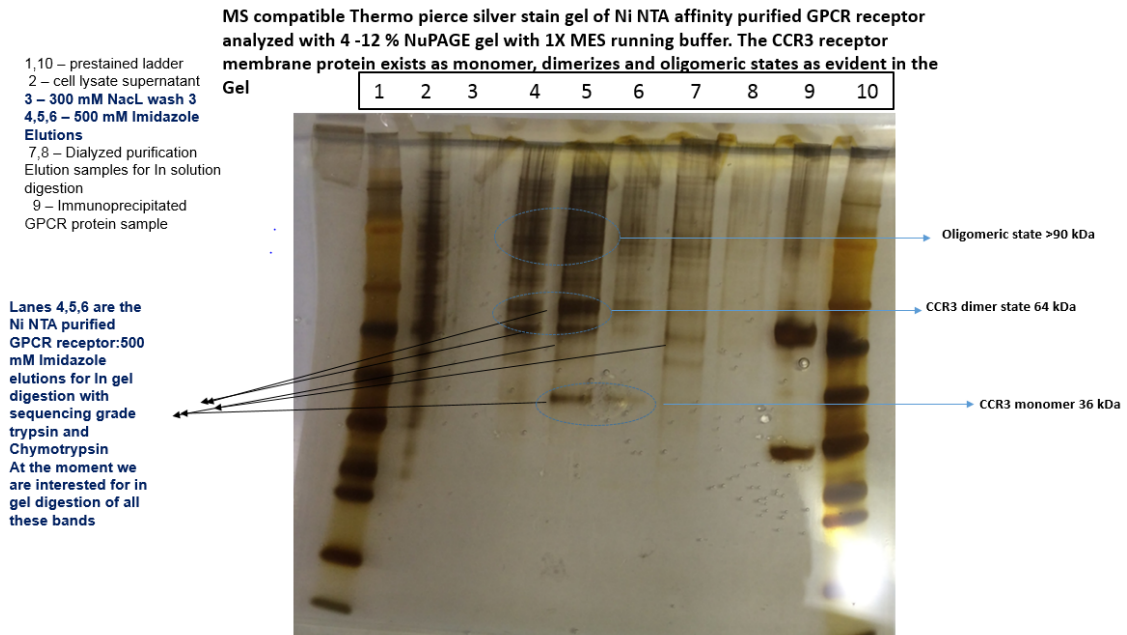 MS compatible Thermo pierce silver stain gel of Ni NTA affinity purified GPCR receptor
analyzed with 4 -12 % NuPAGE gel with 1X MES running buffer. The CCR3 receptor
membrane protein exists as monomer, dimerizes and oligomeric states as evident in the
Gel
1 2 3 4 5 6 7 8 9 10
1,10 – prestained ladder
2 – cell lysate supernatant
3 – 300 mM NacL wash 3
4,5,6 – 500 mM Imidazole
Elutions
7,8 – Dialyzed purification
Elution samples for In solution
digestion
9 – Immunoprecipitated
GPCR protein sample
Lanes 4,5,6 are the
Ni NTA purified
GPCR receptor:500
mM Imidazole
elutions for In gel
digestion with
sequencing grade
trypsin and
Chymotrypsin
At the moment we
are interested for in
gel digestion of all
these bands
Oligomeric state >90 kDa
CCR3 dimer state 64 kDa
CCR3 monomer 36 kDa